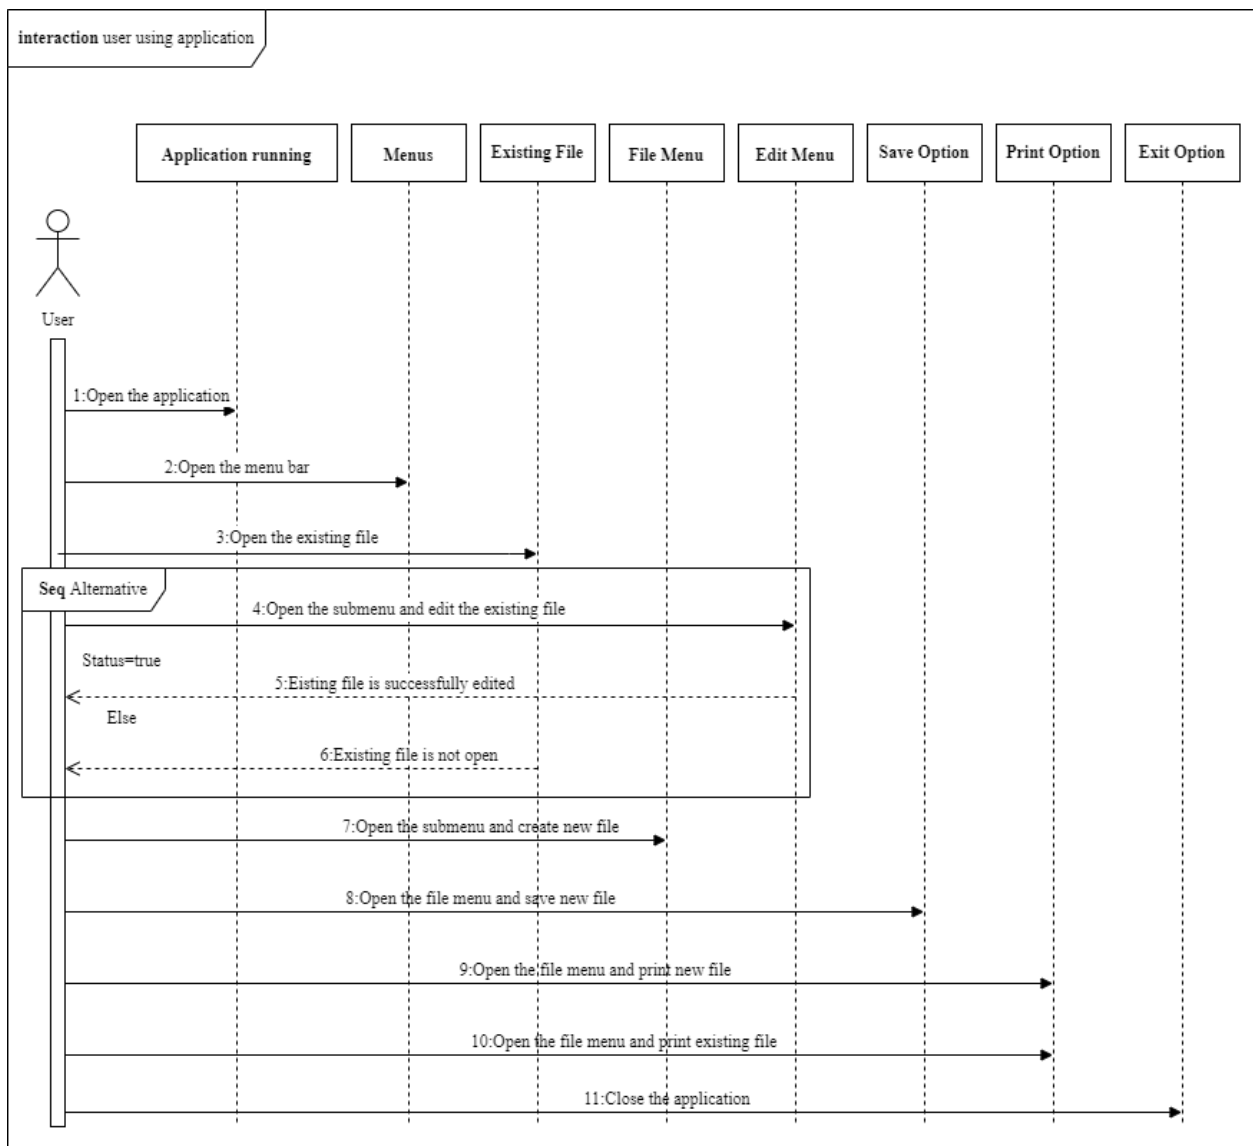 interaction user using application
Application running
Menus
Existing File
File Menu
Edit Menu
Save Option
Print Option
Exit Option
User
1:Open the application
2:Open the menu bar
3:Open the existing file
Seq Alternative
4:Open the submenu and edit the existing file
Status=true
5:Eisting file is successfully edited
Else
6:Existing file is not open
7:Open the submenu and create new file
8:Open the file menu and save new file
9:Open the file menu and print new file
10:Open the file menu and print existing file
11:Close the application